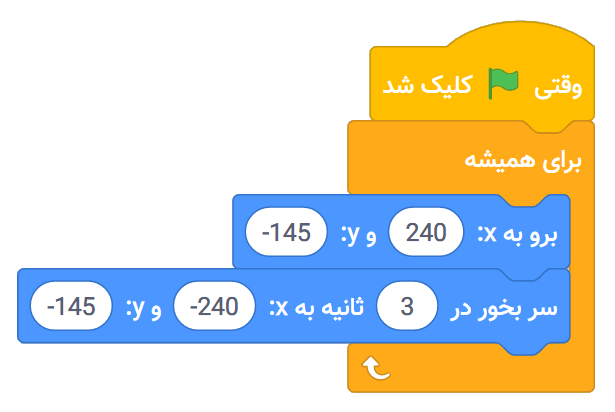 وقتی کلیک شد
برای همیشه
برو به x: 240 و y: -145
سر بخور در 3 ثانیه به x: -240 و y: -145